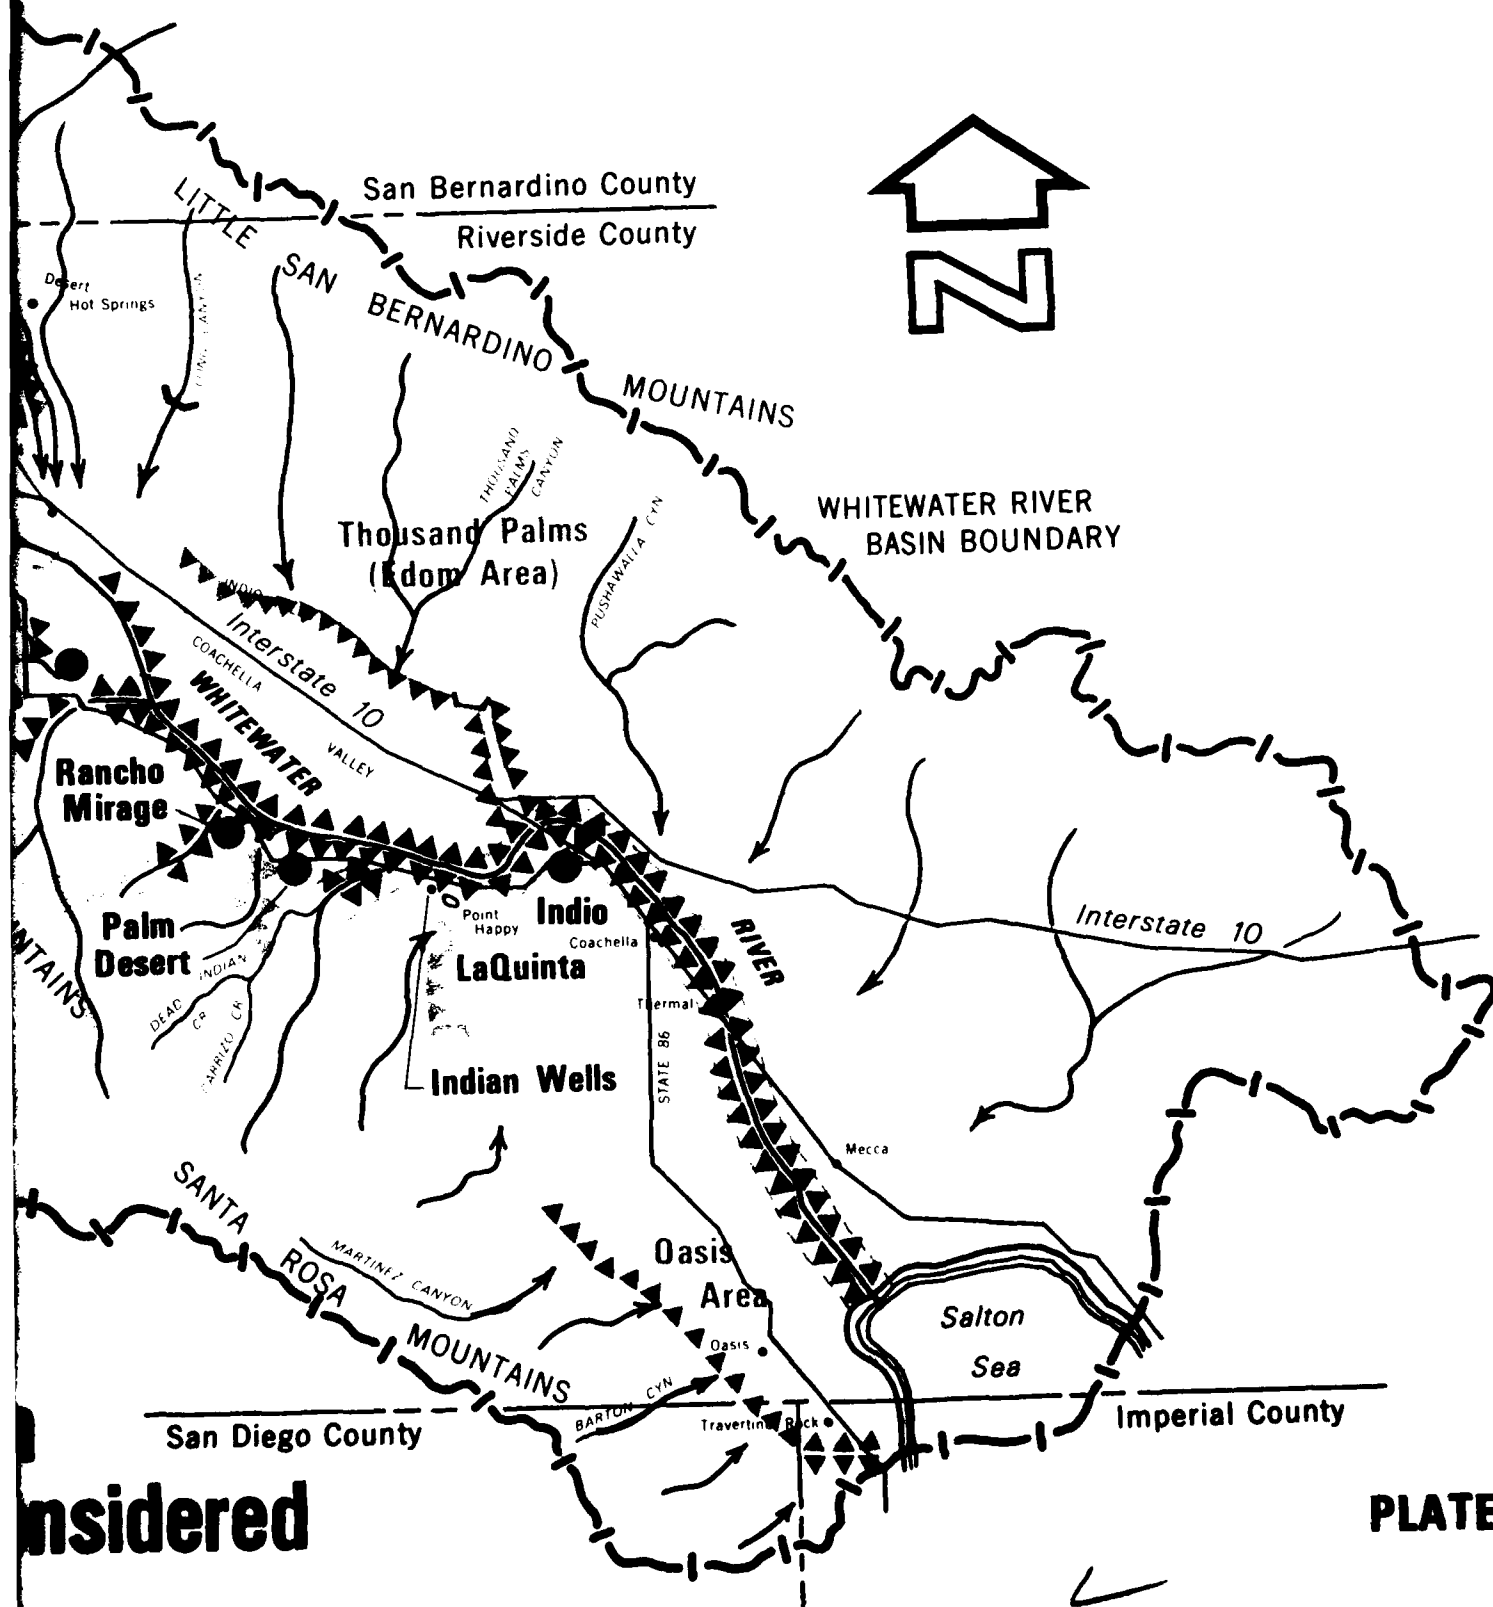 San Bernardino County
LITTLE
Riverside County
SAN
Desert
Hot Springs
BERNARDINO
N
MOUNTAINS
THOUSAND
PALMS
CANYON
WHITEWATER RIVER
BASIN BOUNDARY
Thousand Palms
(Edom Area)
PUSHAWALLA CYN
INDIO
Interstate 10
COACHELLA
WHITEWATER
VALLEY
Rancho
Mirage
Point
Happy
Indio
Coachella
RIVER
Interstate 10
Palm
Desert
INDIAN
LaQuinta
NTAINS
DEAD
CR
CARRIZO CR
Thermal
STATE 86
Indian Wells
Mecca
SANTA
ROSA
MARTINEZ CANYON
Oasis
Area
Salton
Sea
MOUNTAINS
Oasis
BARTON CYN
Imperial County
San Diego County
Travertine Rock
nsidered
PLATE